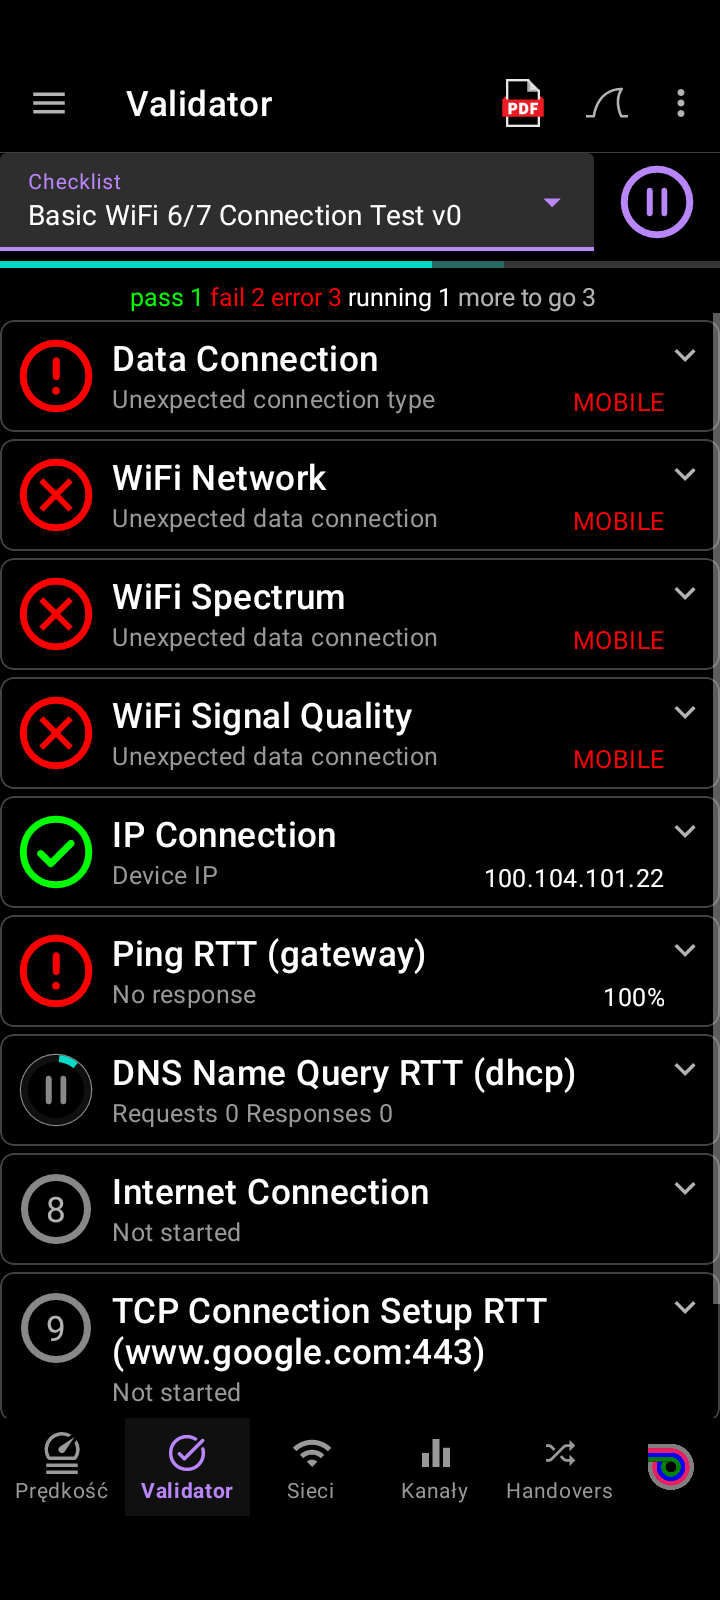 Validator
PDF
Checklist
Basic WiFi 6/7 Connection Test v0
pass 1 fail 2 error 3 running 1 more to go 3
Data Connection
Unexpected connection type
MOBILE
WiFi Network
Unexpected data connection
MOBILE
WiFi Spectrum
Unexpected data connection
MOBILE
WiFi Signal Quality
Unexpected data connection
MOBILE
IP Connection
Device IP
100.104.101.22
Ping RTT (gateway)
No response
100%
DNS Name Query RTT (dhcp)
Requests 0 Responses 0
8
Internet Connection
Not started
9
TCP Connection Setup RTT
(www.google.com:443)
Not started
Prędkość
Validator
Sieci
Kanały
Handovers